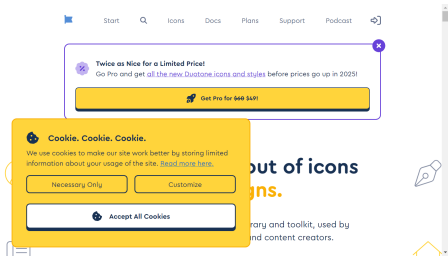 Start Icons Docs Plans Support Podcast
Twice as Nice for a Limited Price!
Go Pro and get all the new Duotone icons and styles before prices go up in 2025!
Get Pro for $60 $49!
Cookie. Cookie. Cookie.
We use cookies to make our site work better by storing limited
information about your usage of the site. Read more here.
Necessary Only
Customize
Accept All Cookies
out of icons
gns.
rary and toolkit, used by
nd content creators.